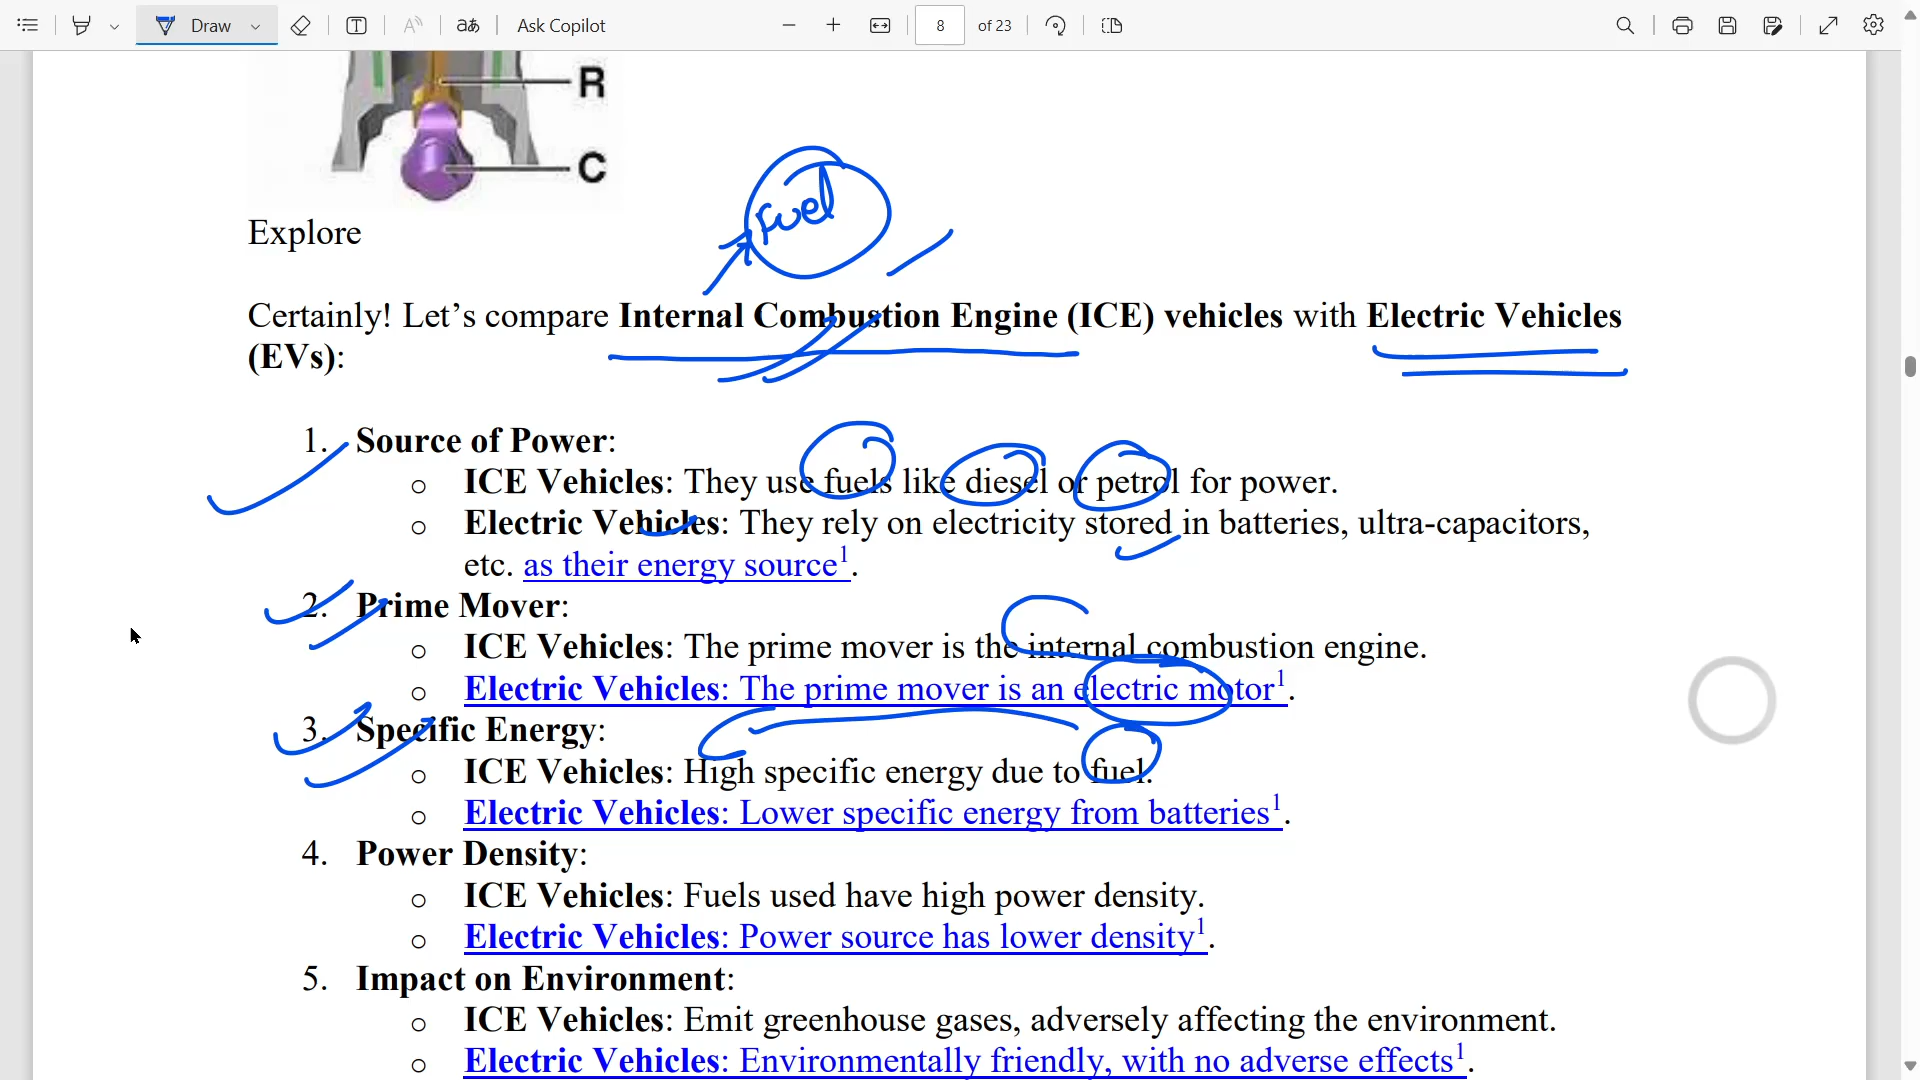 Draw
aあ
Ask Copilot
8
of 23
R
C
fuel
Explore
Certainly! Let’s compare Internal Combustion Engine (ICE) vehicles with Electric Vehicles
(EVs):
1. Source of Power:
o ICE Vehicles: They use fuels like diesel or petrol for power.
o Electric Vehicles: They rely on electricity stored in batteries, ultra-capacitors,
etc. as their energy source1.
2. Prime Mover:
o ICE Vehicles: The prime mover is the internal combustion engine.
o Electric Vehicles: The prime mover is an electric motor1.
3. Specific Energy:
o ICE Vehicles: High specific energy due to fuel.
o Electric Vehicles: Lower specific energy from batteries1.
4. Power Density:
o ICE Vehicles: Fuels used have high power density.
o Electric Vehicles: Power source has lower density1.
5. Impact on Environment:
o ICE Vehicles: Emit greenhouse gases, adversely affecting the environment.
o Electric Vehicles: Environmentally friendly, with no adverse effects1.